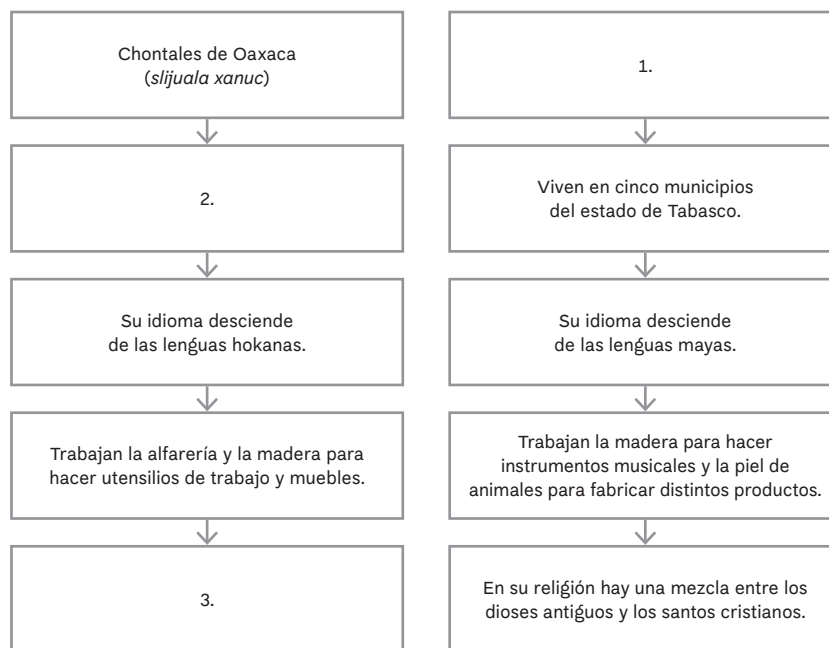 Chontales de Oaxaca
(slijuala xanuc)
2.
Su idioma desciende
de las lenguas hokanas.
Trabajan la alfarería y la madera para
hacer utensilios de trabajo y muebles.
3.
1.
Viven en cinco municipios
del estado de Tabasco.
Su idioma desciende
de las lenguas mayas.
Trabajan la madera para hacer
instrumentos musicales y la piel de
animales para fabricar distintos productos.
En su religión hay una mezcla entre los
dioses antiguos y los santos cristianos.